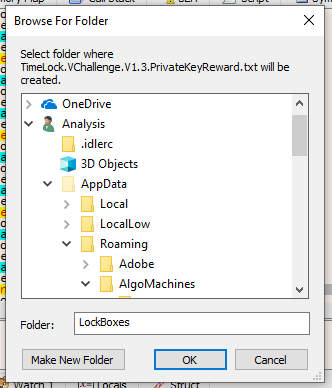 Browse For Folder
Select folder where
TimeLock.VChallenge.V1.3.PrivateKeyReward.txt will be
created.
OneDrive
Analysis
.idlerc
3D Objects
AppData
Local
LocalLow
Roaming
Adobe
AlgoMachines
Folder: LockBoxes
Make New Folder OK Cancel